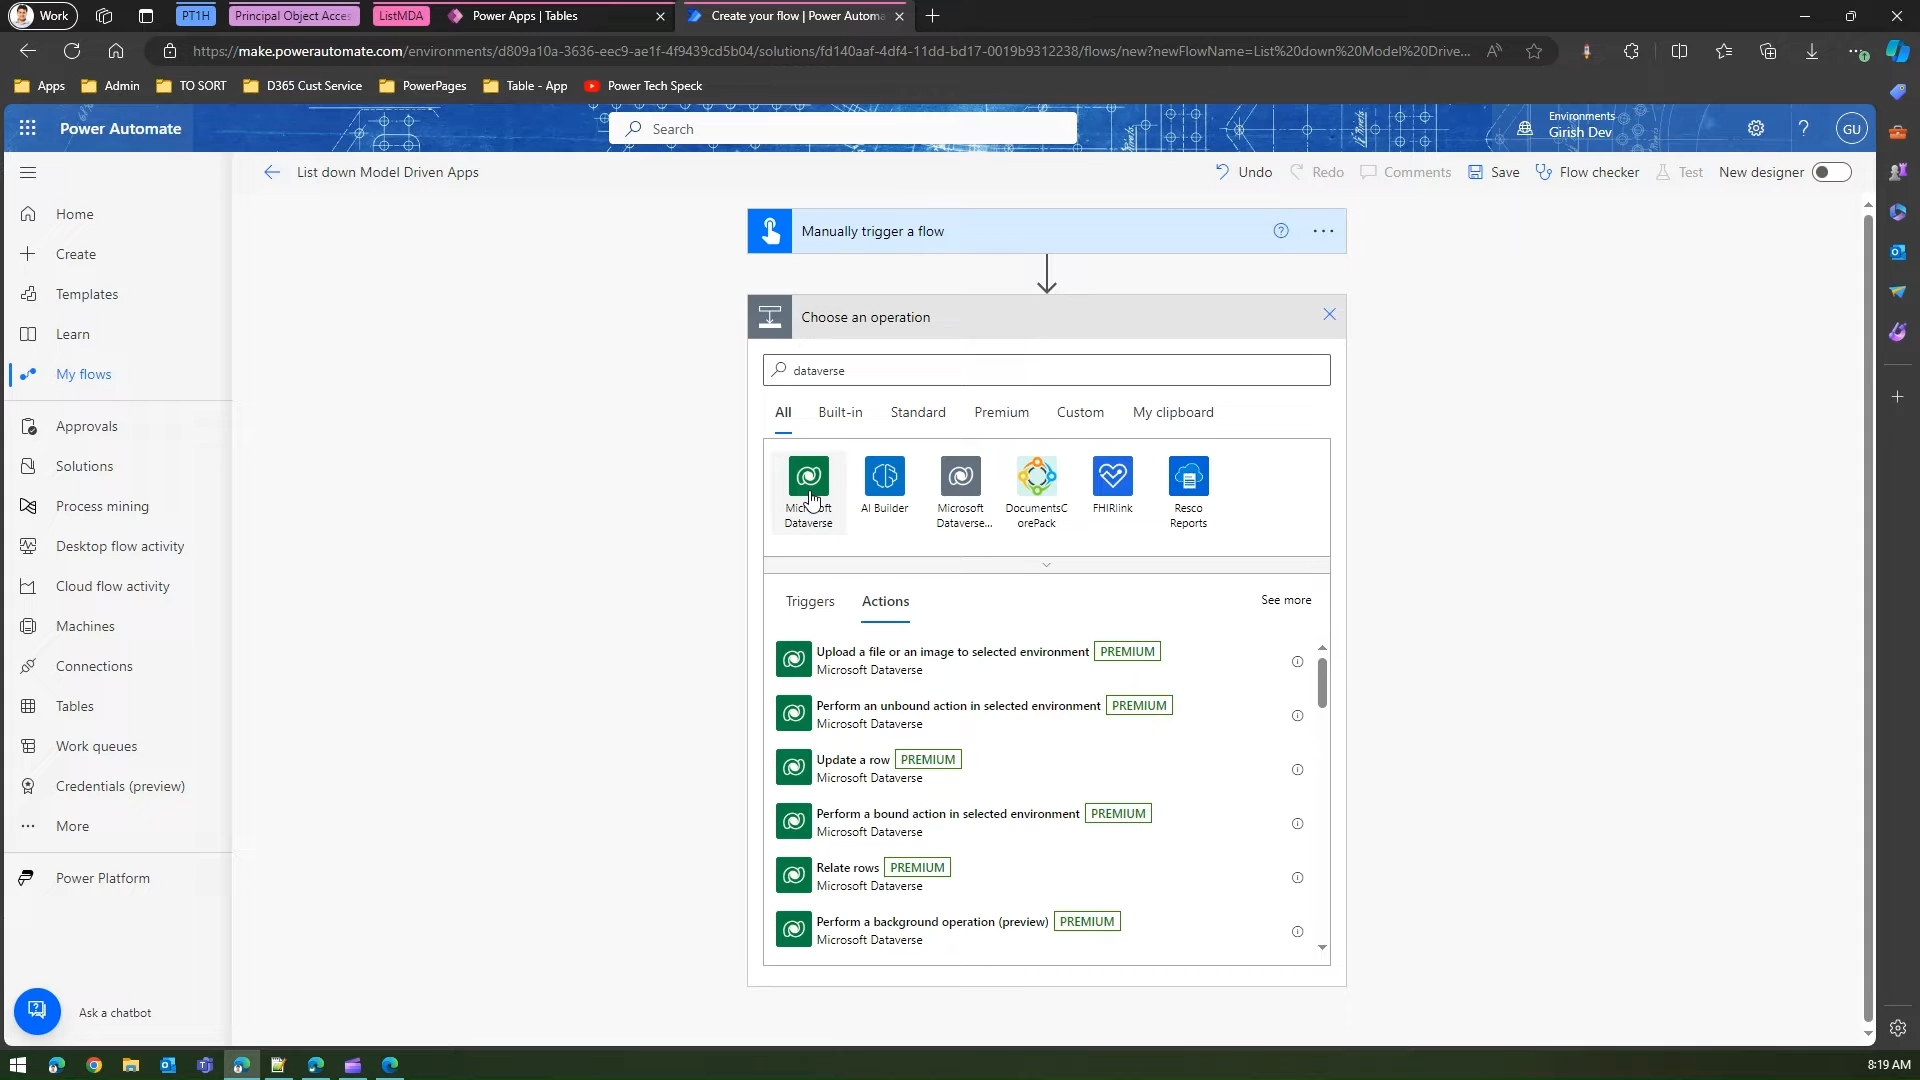 Work
PT1H
Principal Object Acces
ListMDA
Power Apps | Tables
Create your flow | Power Automa
https://make.powerautomate.com/environments/d809a10a-3636-eec9-ae1f-4f9439cd5b04/solutions/fd140aaf-4df4-11dd-bd17-0019b9312238/flows/new?newFlowName=List%20down%20Model%20Drive...
Apps
Admin
TO SORT
D365 Cust Service
PowerPages
Table - App
Power Tech Speck
Power Automate
Search
Environments
Girish Dev
GU
List down Model Driven Apps
Undo
Redo
Comments
Save
Flow checker
Test
New designer
Home
Create
Templates
Learn
My flows
Approvals
Solutions
Process mining
Desktop flow activity
Cloud flow activity
Machines
Connections
Tables
Work queues
Credentials (preview)
More
Power Platform
Ask a chatbot
Manually trigger a flow
Choose an operation
dataverse
All
Built-in
Standard
Premium
Custom
My clipboard
Microsoft
Dataverse
AI Builder
Microsoft
Dataverse...
DocumentsC
orePack
FHIRlink
Resco
Reports
Triggers
Actions
See more
Upload a file or an image to selected environment PREMIUM
Microsoft Dataverse
Perform an unbound action in selected environment PREMIUM
Microsoft Dataverse
Update a row PREMIUM
Microsoft Dataverse
Perform a bound action in selected environment PREMIUM
Microsoft Dataverse
Relate rows PREMIUM
Microsoft Dataverse
Perform a background operation (preview) PREMIUM
Microsoft Dataverse
8:19 AM